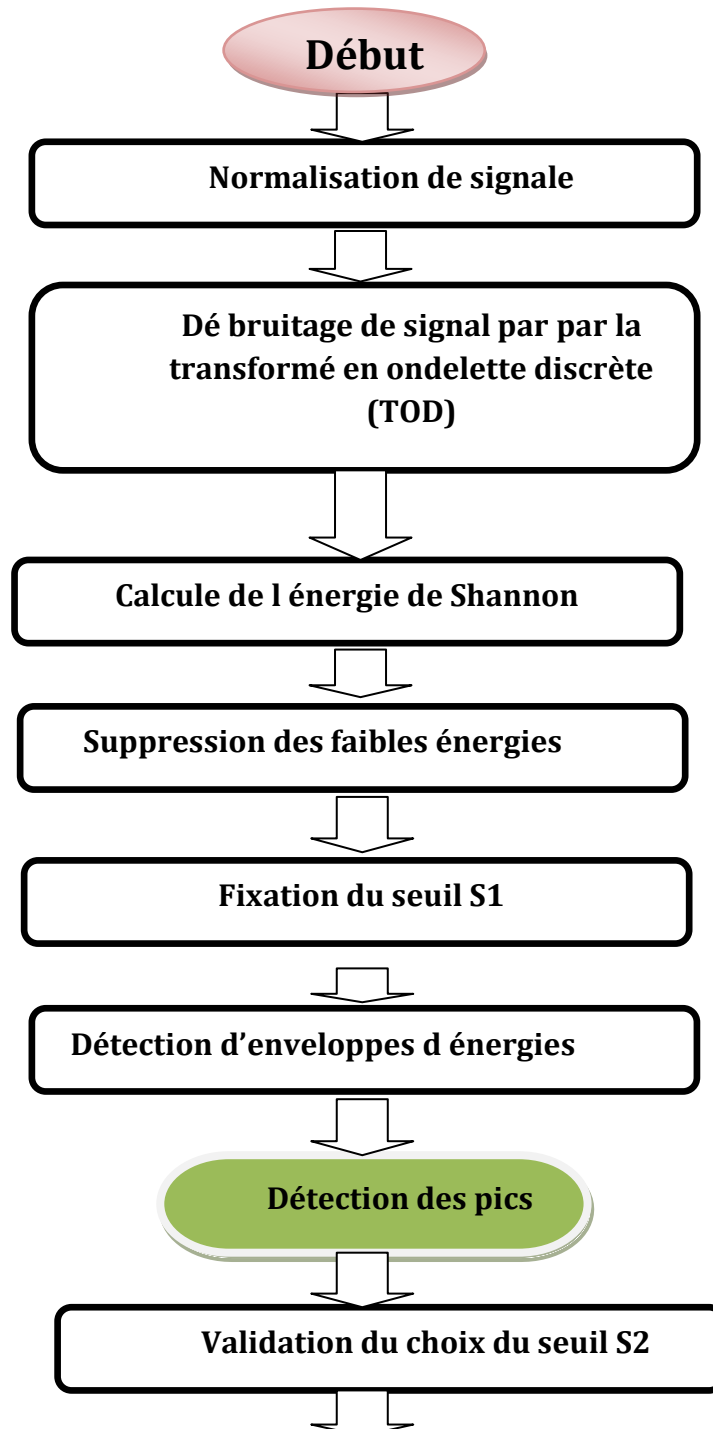 Début
Normalisation de signale
Dé bruitage de signal par par la
transformé en ondelette discrète
(TOD)
Calcule de l énergie de Shannon
Suppression des faibles énergies
Fixation du seuil S1
Détection d’enveloppes d énergies
Détection des pics
Validation du choix du seuil S2